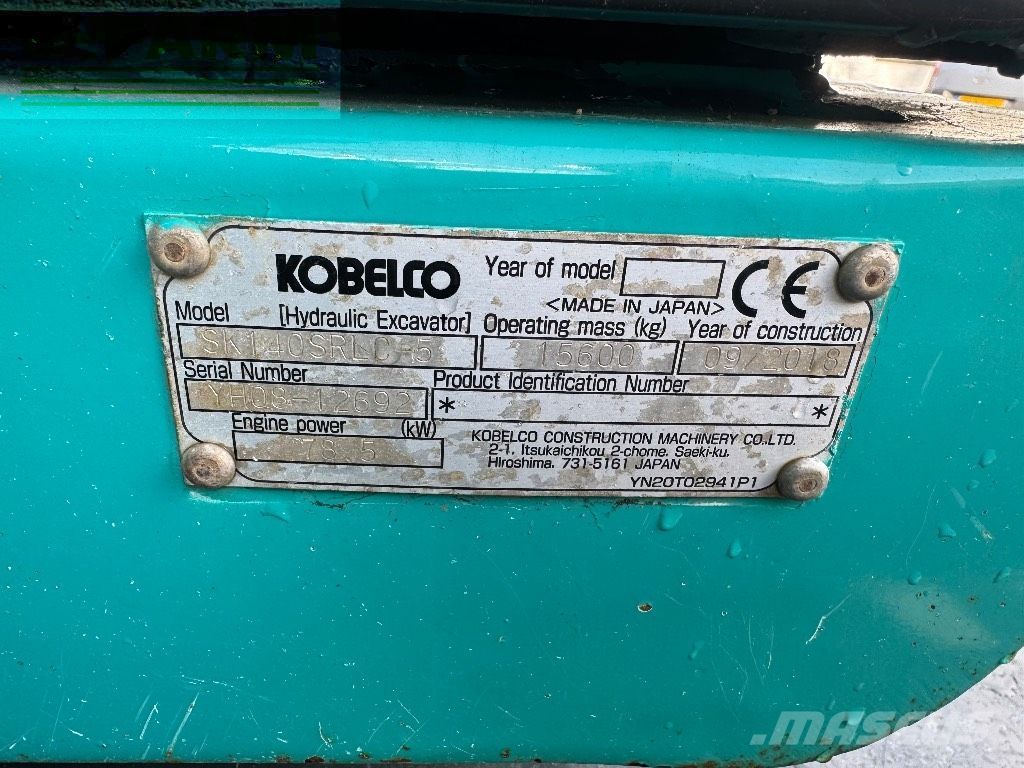 KOBELCO Year of model CE
<MADE IN JAPAN>
Model [Hydraulic Excavator] Operating mass (kg) Year of construction
SK140SRLC-5 15600 09/2018
Serial Number Product Identification Number
YH08-12692 * *
Engine power (kW)
78.5
KOBELCO CONSTRUCTION MACHINERY CO.,LTD.
2-1, Itsukaichikou 2-chome, Saeki-ku,
Hiroshima, 731-5161 JAPAN
YN20T02941P1
MASCUS